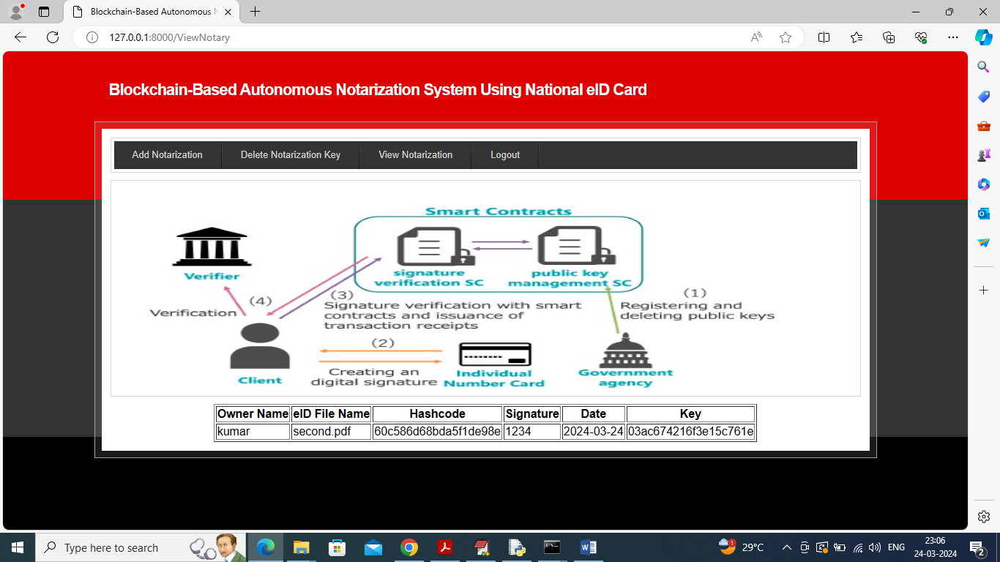 Blockchain-Based Autonomous N
127.0.0.1:8000/ViewNotary
Blockchain-Based Autonomous Notarization System Using National eID Card
Add Notarization
Delete Notarization Key
View Notarization
Logout
Smart Contracts
signature
verification SC
public key
management SC
Verifier
(4)
Verification
(3)
Signature verification with smart
contracts and issuance of
transaction receipts
(1)
Registering and
deleting public keys
(2)
Creating an
digital signature
Client
Individual
Number Card
Government
agency
Owner Name eID File Name Hashcode Signature Date Key
kumar second.pdf 60c586d68bda5f1de98e 1234 2024-03-24 03ac674216f3e15c761e
Type here to search
1
29°C
ENG
23:06
24-03-2024
2